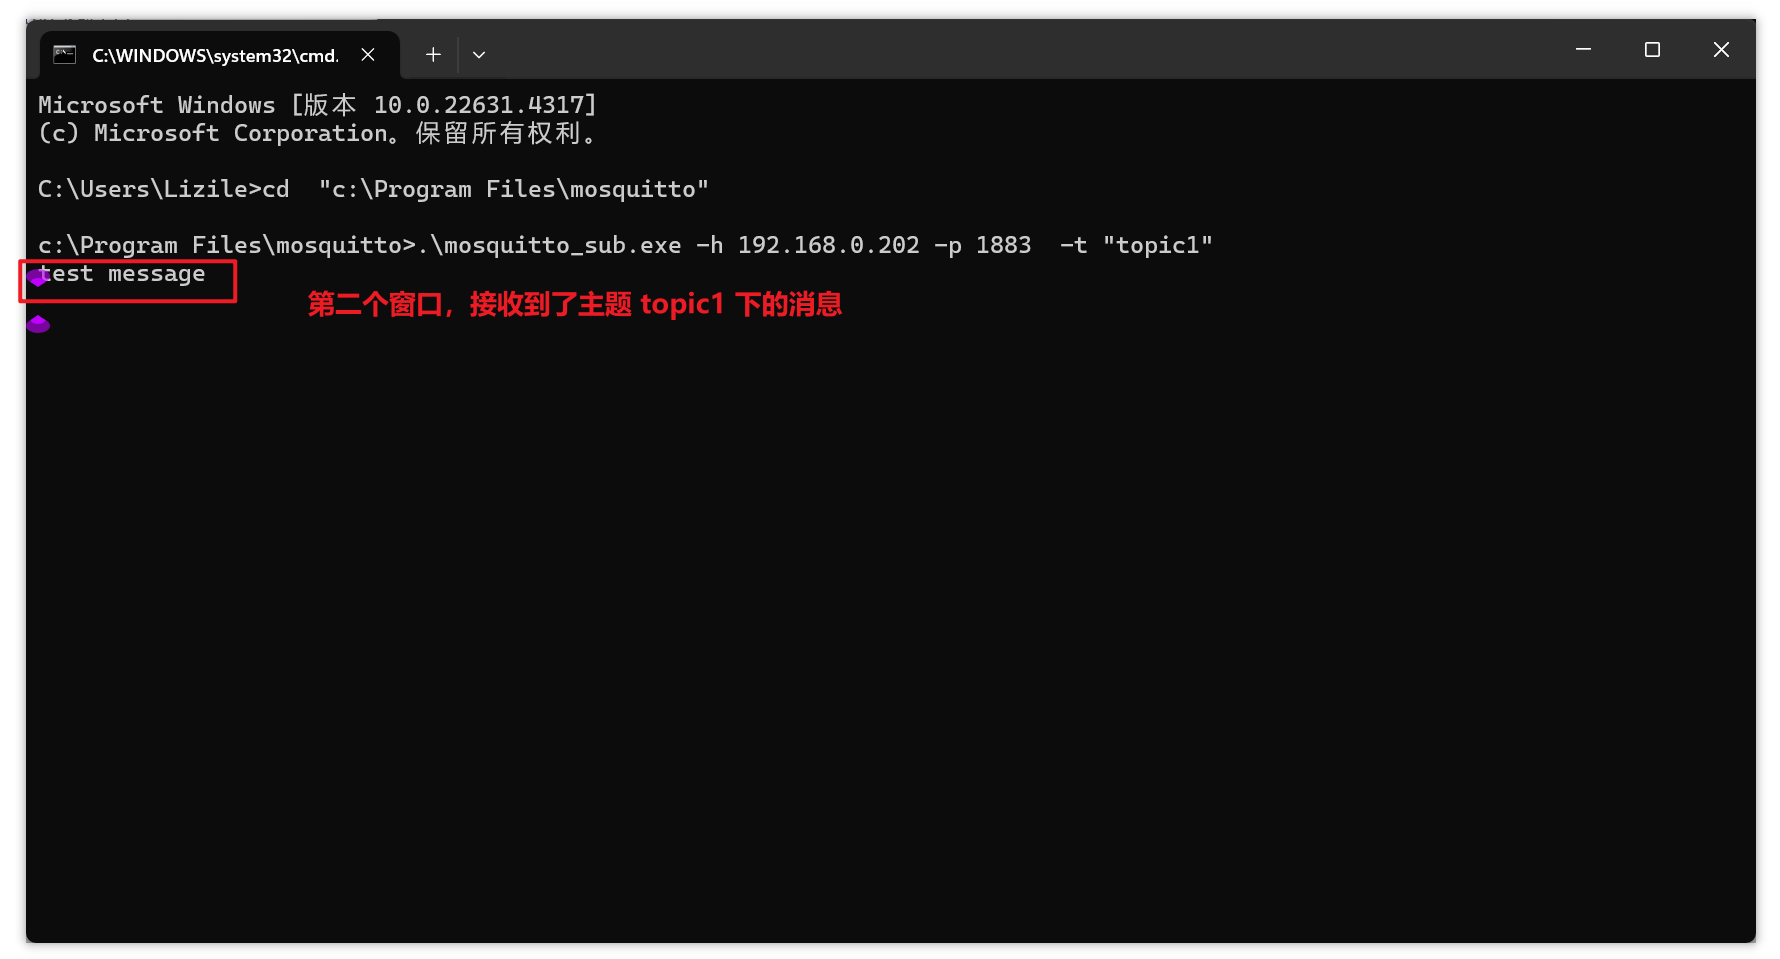 C:\WINDOWS\system32\cmd.
Microsoft Windows [版本 10.0.22631.4317]
(c) Microsoft Corporation。保留所有权利。
C:\Users\Lizile>cd  "c:\Program Files\mosquitto"
c:\Program Files\mosquitto>.\mosquitto_sub.exe -h 192.168.0.202 -p 1883  -t "topic1"
test message
第二个窗口，接收到了主题 topic1 下的消息